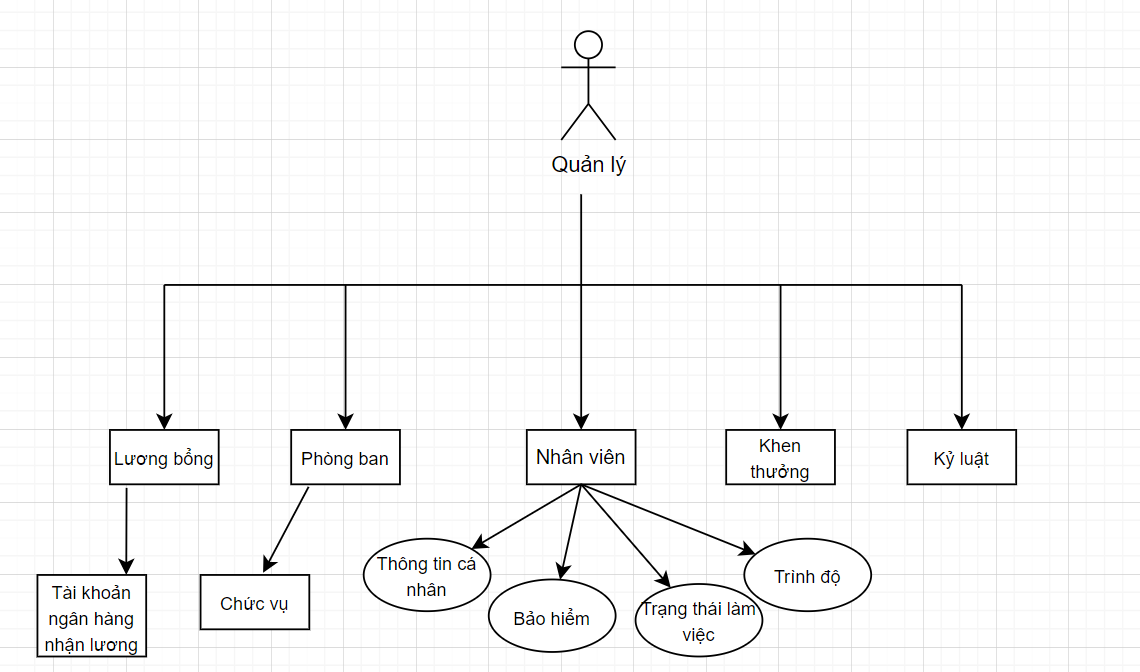 Quản lý
Lương bổng
Phòng ban
Nhân viên
Khen
thưởng
Kỷ luật
Tài khoản
ngân hàng
nhận lương
Chức vụ
Thông tin cá
nhân
Bảo hiểm
Trạng thái làm
việc
Trình độ